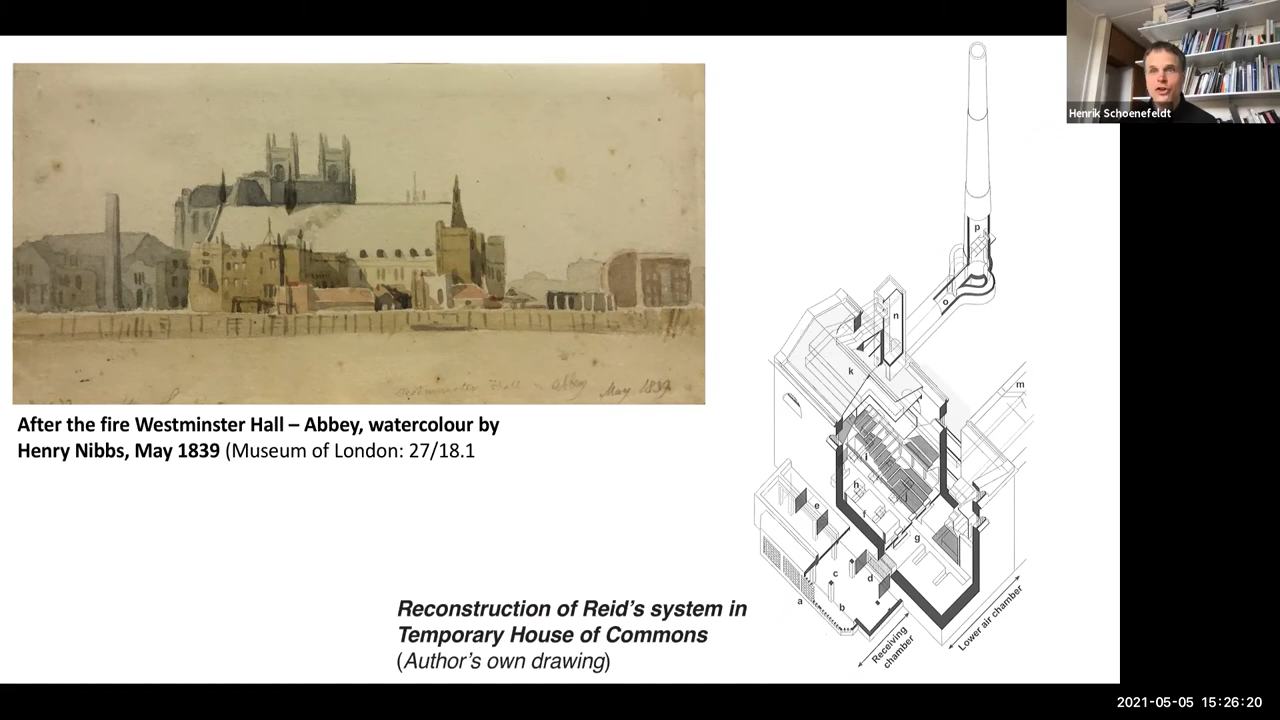 Henrik Schoenefeldt
May 1839
After the fire Westminster Hall – Abbey, watercolour by
Henry Nibbs, May 1839 (Museum of London: 27/18.1
p
o
n
k
m
i
h
e
f
g
c
d
a
b
Receiving
chamber
Lower air chamber
Reconstruction of Reid's system in
Temporary House of Commons
(Author's own drawing)
2021-05-05 15:26:20